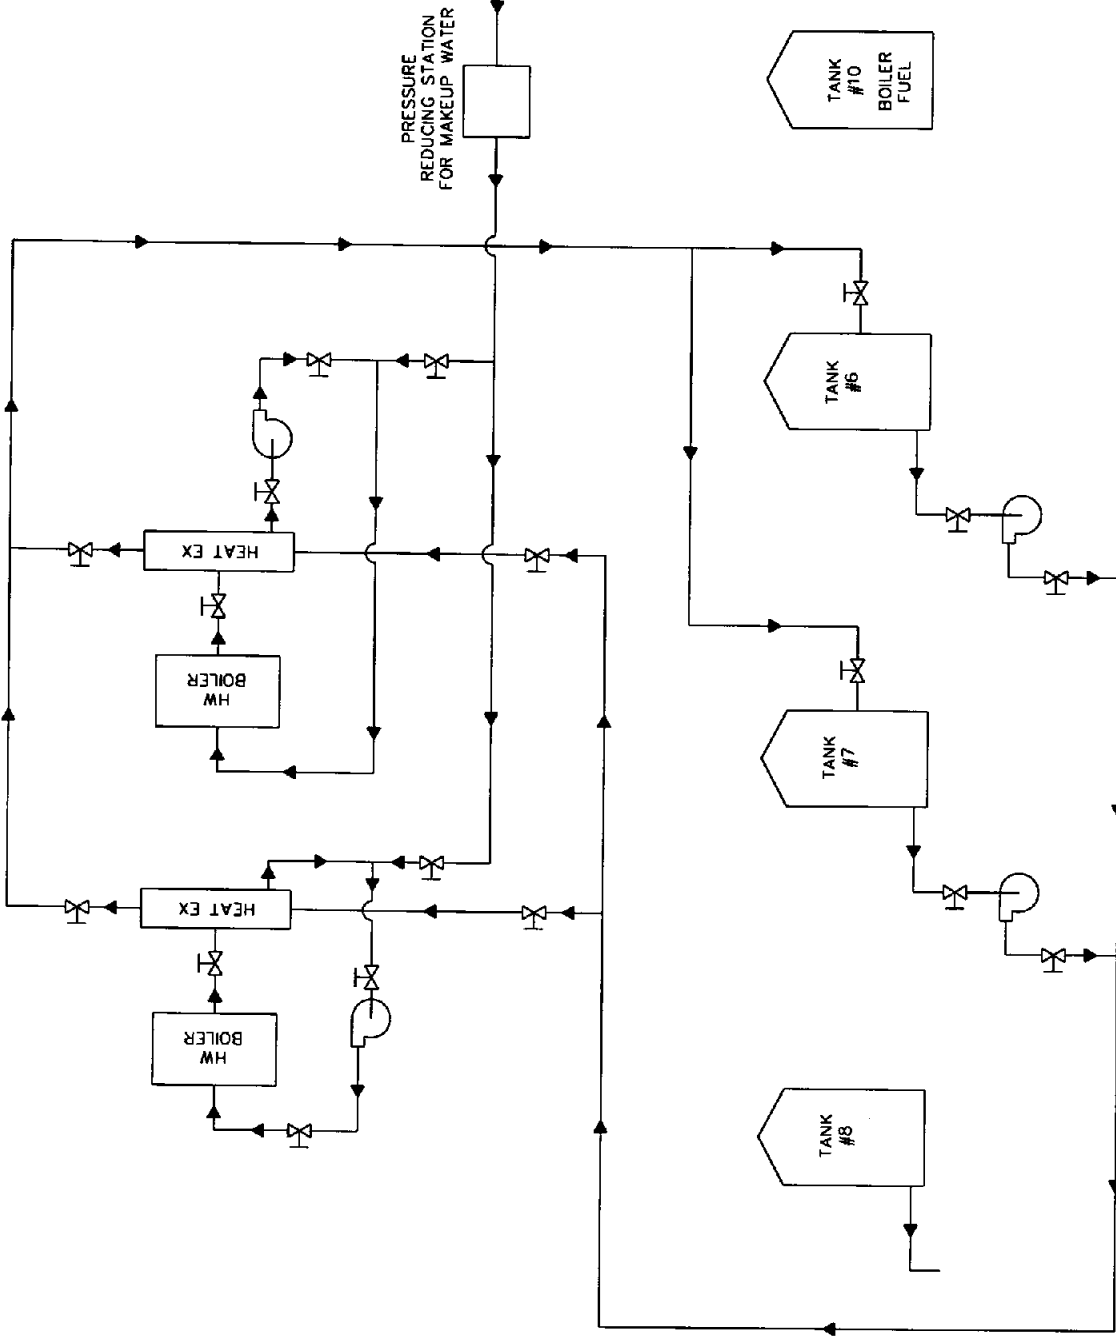 PRESSURE
REDUCING STATION
FOR MAKEUP WATER
TANK
#10
BOILER
FUEL
TANK
#6
HEAT EX
HW
BOILER
TANK
#7
HEAT EX
HW
BOILER
TANK
#8